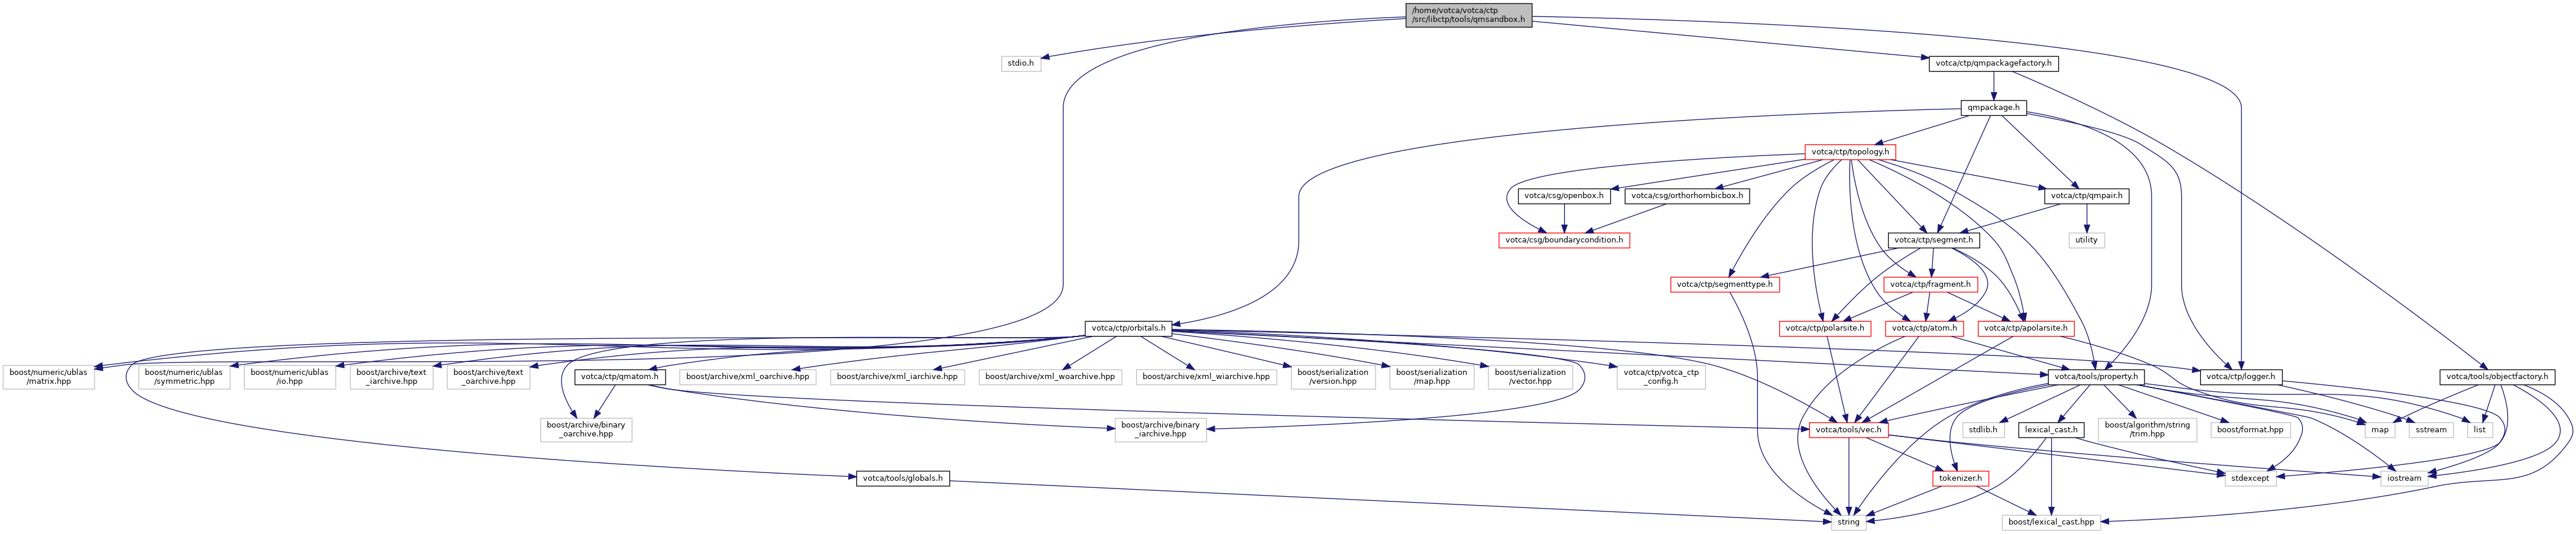 /home/votca/votca/ctp
/src/libctp/tools/qmsandbox.h
stdio.h
votca/ctp/qmpackagefactory.h
qmpackage.h
votca/ctp/topology.h
votca/csg/openbox.h
votca/csg/orthorhombicbox.h
votca/ctp/qmpair.h
votca/csg/boundarycondition.h
votca/ctp/segment.h
utility
votca/ctp/segmenttype.h
votca/ctp/fragment.h
votca/ctp/orbitals.h
votca/ctp/polarsite.h
votca/ctp/atom.h
votca/ctp/apolarsite.h
boost/numeric/ublas
/matrix.hpp
boost/numeric/ublas
/symmetric.hpp
boost/numeric/ublas
/io.hpp
boost/archive/text
_iarchive.hpp
boost/archive/text
_oarchive.hpp
votca/ctp/qmatom.h
boost/archive/xml_oarchive.hpp
boost/archive/xml_iarchive.hpp
boost/archive/xml_woarchive.hpp
boost/archive/xml_wiarchive.hpp
boost/serialization
/version.hpp
boost/serialization
/map.hpp
boost/serialization
/vector.hpp
votca/ctp/votca_ctp
_config.h
votca/tools/property.h
votca/ctp/logger.h
votca/tools/objectfactory.h
boost/archive/binary
_oarchive.hpp
boost/archive/binary
_iarchive.hpp
votca/tools/vec.h
stdlib.h
lexical_cast.h
boost/algorithm/string
/trim.hpp
boost/format.hpp
map
sstream
list
votca/tools/globals.h
tokenizer.h
stdexcept
iostream
string
boost/lexical_cast.hpp